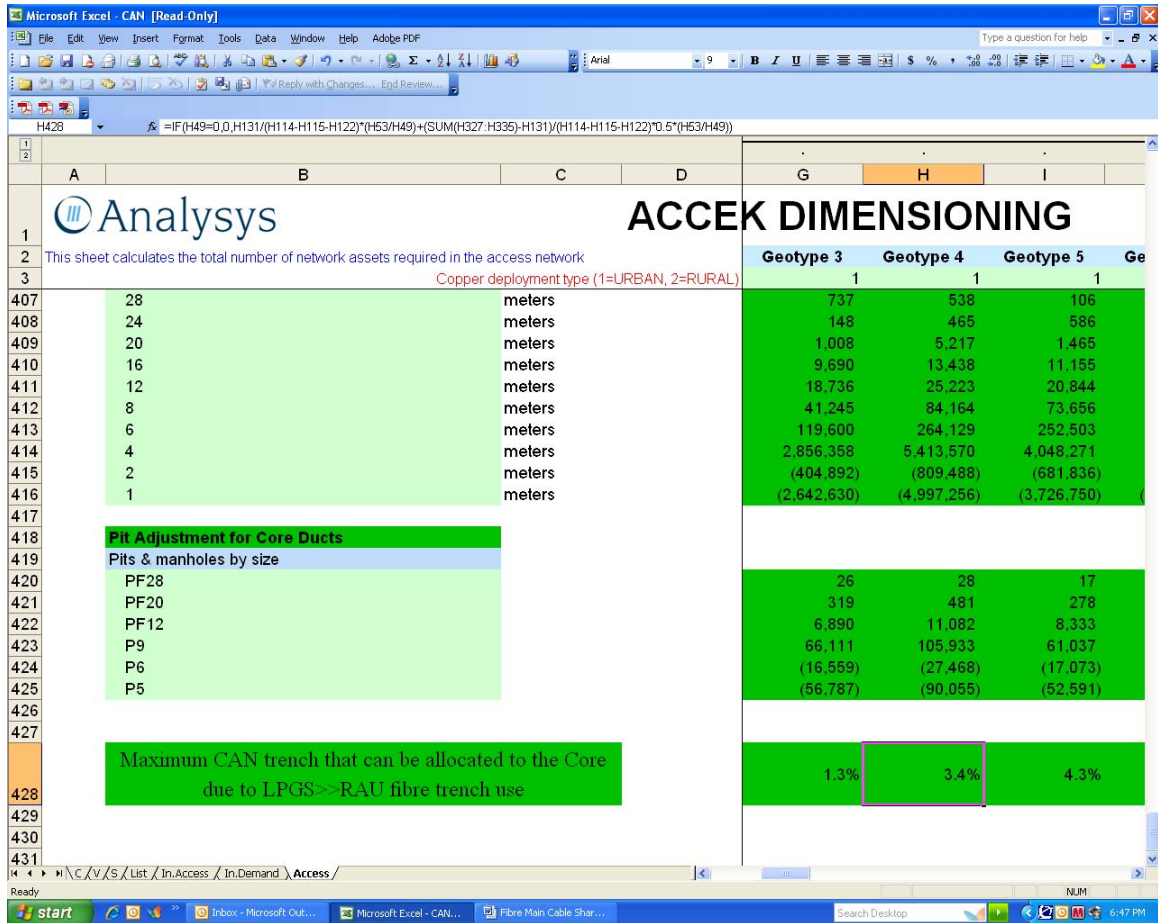 Microsoft Excel - CAN [Read-Only]
File Edit View Insert Format Tools Data Window Help Adobe PDF
Type a question for help
Arial 9 B I U $ % ,
Reply with Changes... End Review...
H428 fx =IF(H49=0,0,H131/(H114-H115-H122)*(H53/H49)+(SUM(H327:H335)-H131)/(H114-H115-H122)*0.5*(H53/H49))
1
2
A B C D G H I
1 Analysys ACCEK DIMENSIONING
2 This sheet calculates the total number of network assets required in the access network Geotype 3 Geotype 4 Geotype 5 Ge
3 Copper deployment type (1=URBAN, 2=RURAL) 1 1 1
407 28 meters 737 538 106
408 24 meters 148 465 586
409 20 meters 1,008 5,217 1,465
410 16 meters 9,690 13,438 11,155
411 12 meters 18,736 25,223 20,844
412 8 meters 41,245 84,164 73,656
413 6 meters 119,600 264,129 252,503
414 4 meters 2,856,358 5,413,570 4,048,271
415 2 meters (404,892) (809,488) (681,836)
416 1 meters (2,642,630) (4,997,256) (3,726,750) (
417
418 Pit Adjustment for Core Ducts
419 Pits & manholes by size
420 PF28 26 28 17
421 PF20 319 481 278
422 PF12 6,890 11,082 8,333
423 P9 66,111 105,933 61,037
424 P6 (16,559) (27,468) (17,073)
425 P5 (56,787) (90,055) (52,591)
426
427
Maximum CAN trench that can be allocated to the Core
due to LPGS>>RAU fibre trench use
428 1.3% 3.4% 4.3%
429
430
431
C / V / S / List / In.Access / In.Demand \ Access /
Ready NUM
start Inbox - Microsoft Out... Microsoft Excel - CAN... Fibre Main Cable Shar... Search Desktop 6:47 PM